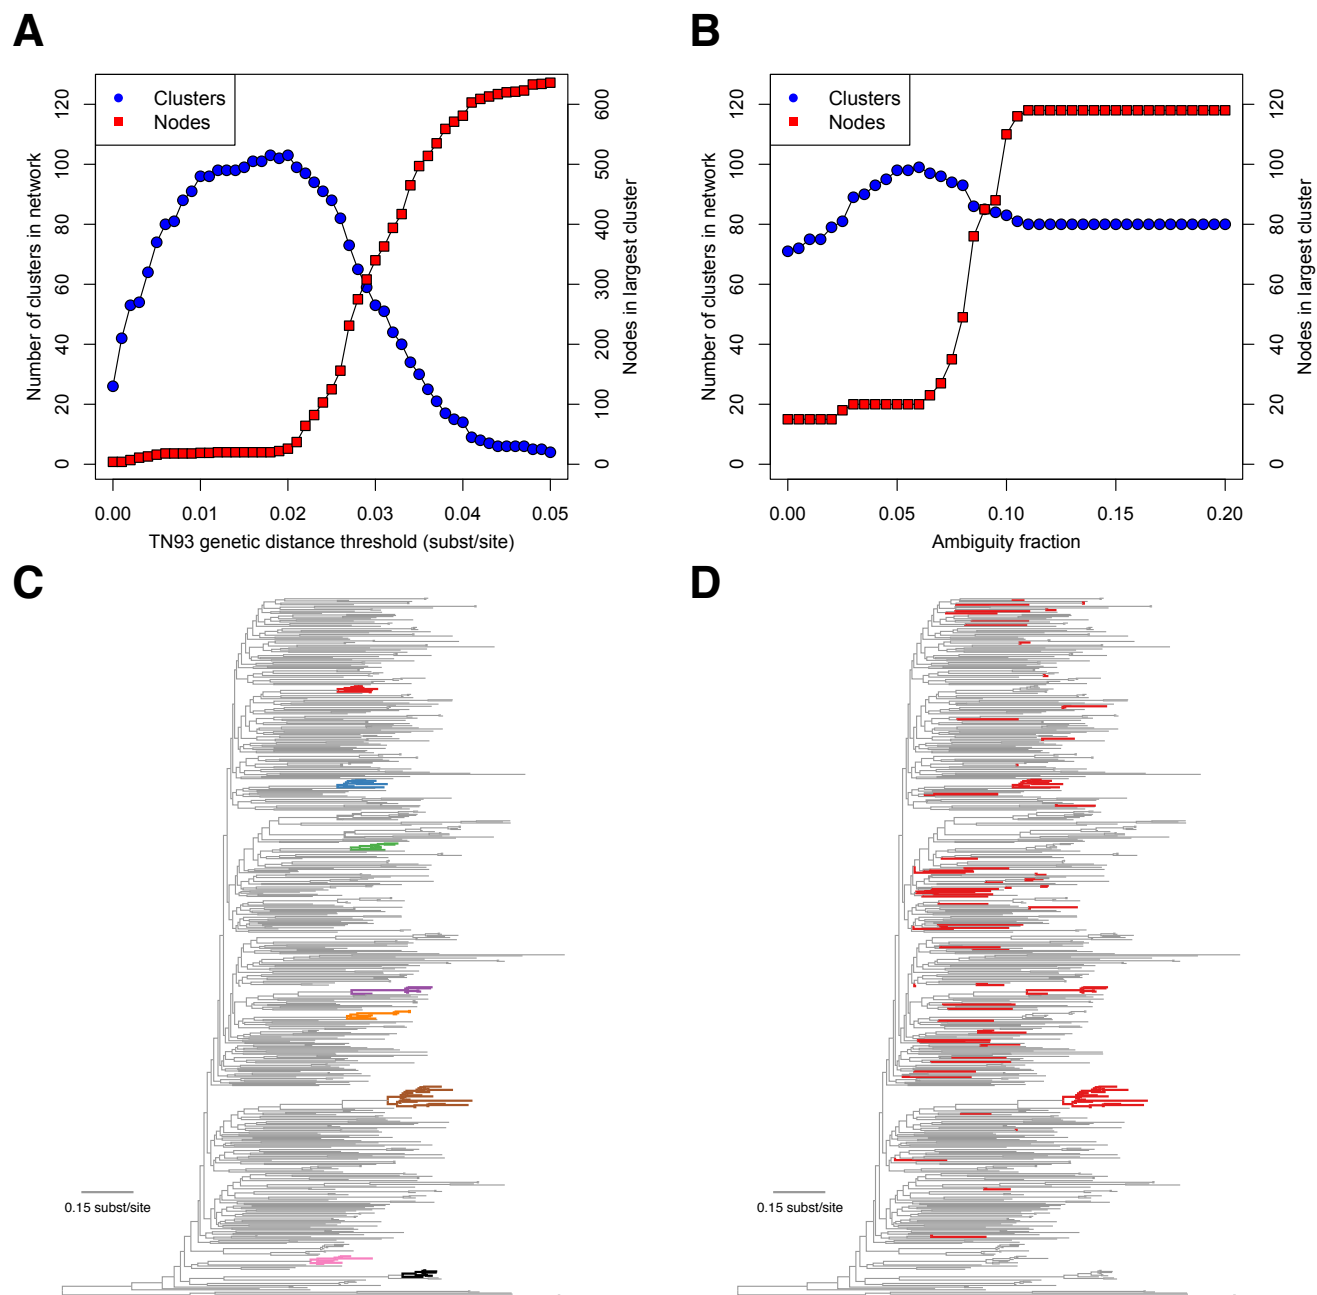 A
B
Clusters
Nodes
Clusters
Nodes
Number of clusters in network
0
20
40
60
80
100
120
Nodes in largest cluster
0
100
200
300
400
500
600
0.00 0.01 0.02 0.03 0.04 0.05
TN93 genetic distance threshold (subst/site)
Number of clusters in network
0
20
40
60
80
100
120
Nodes in largest cluster
0
20
40
60
80
100
120
0.00 0.05 0.10 0.15 0.20
Ambiguity fraction
C
D
0.15 subst/site
0.15 subst/site